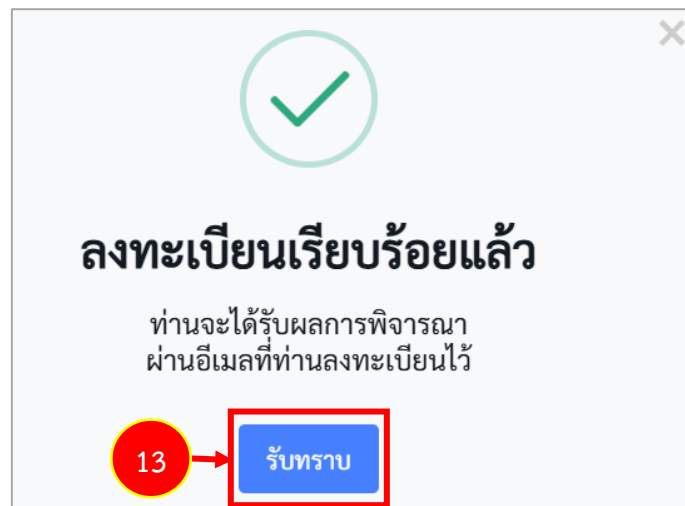 ลงทะเบียนเรียบร้อยแล้ว
ท่านจะได้รับผลการพิจารณา
ผ่านอีเมลที่ท่านลงทะเบียนไว้
13 รับทราบ